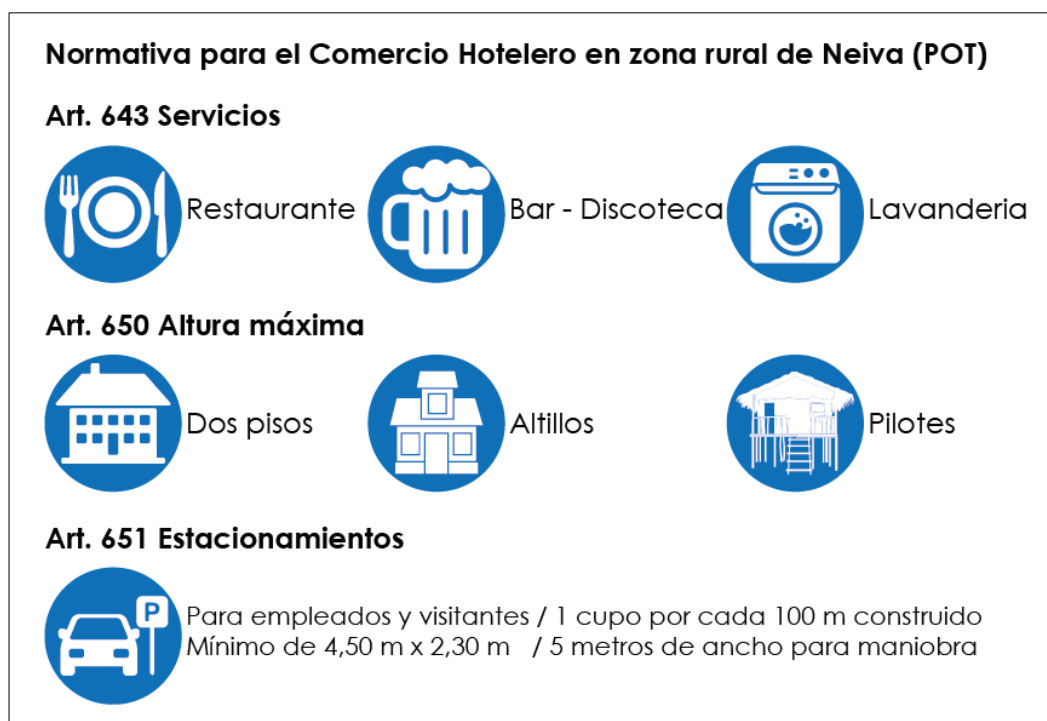 Normativa para el Comercio Hotelero en zona rural de Neiva (POT)
Art. 643 Servicios
Restaurante
Bar - Discoteca
Lavanderia
Art. 650 Altura máxima
Dos pisos
Altillos
Pilotes
Art. 651 Estacionamientos
P
Para empleados y visitantes / 1 cupo por cada 100 m construido
Mínimo de 4,50 m x 2,30 m / 5 metros de ancho para maniobra